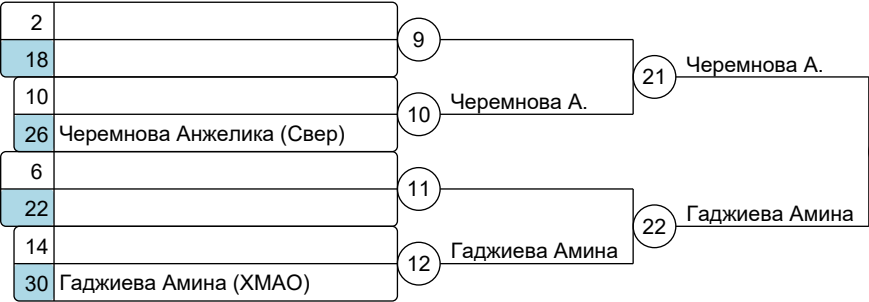 2
18
9
10
26 Черемнова Анжелика (Свер)
10 Черемнова А.
21 Черемнова А.
6
22
11
14
30 Гаджиева Амина (ХМАО)
12 Гаджиева Амина
22 Гаджиева Амина